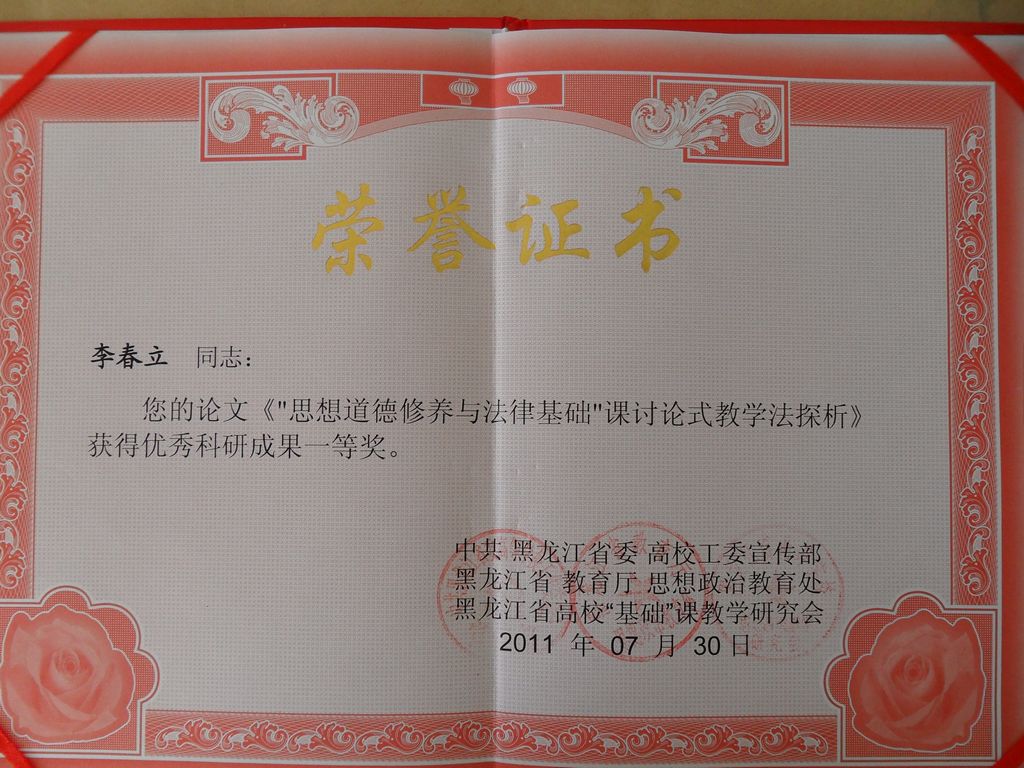 荣誉证书
李春立 同志：
您的论文《"思想道德修养与法律基础"课讨论式教学法探析》
获得优秀科研成果一等奖。
中共 黑龙江省委 高校工委宣传部
黑龙江省 教育厅 思想政治教育处
黑龙江省高校“基础”课教学研究会
2011 年 07 月 30 日